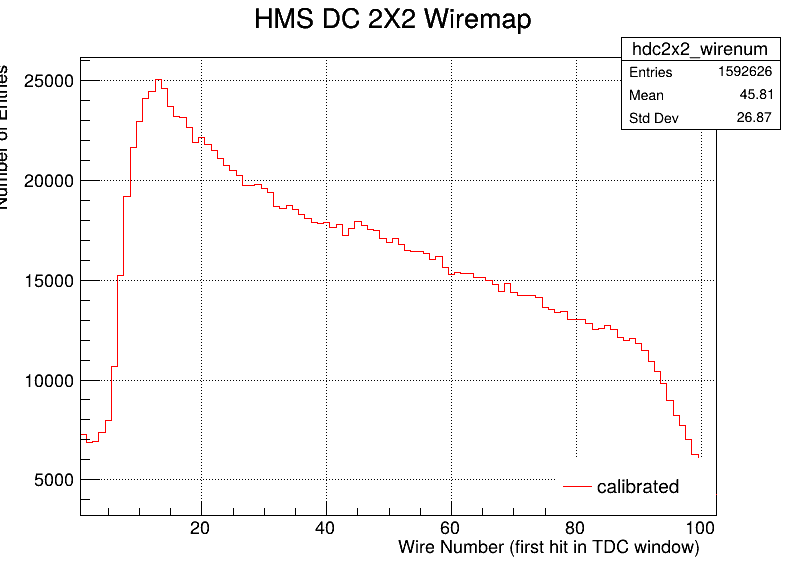 HMS DC 2X2 Wiremap
hdc2x2_wirenum
Entries 1592626
Mean 45.81
Std Dev 26.87
Number of Entries
25000
20000
15000
10000
5000
calibrated
20 40 60 80 100
Wire Number (first hit in TDC window)